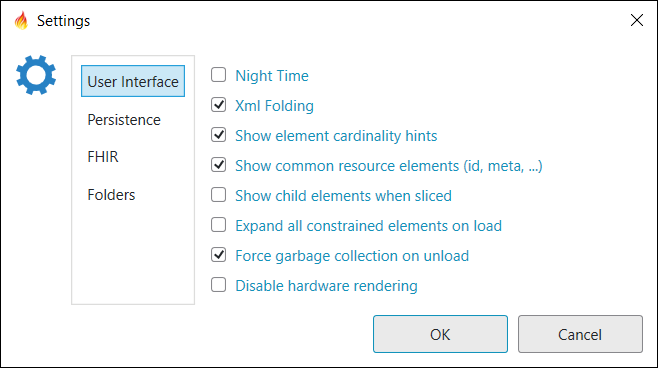 Settings
User Interface
Persistence
FHIR
Folders
Night Time
Xml Folding
Show element cardinality hints
Show common resource elements (id, meta, ...)
Show child elements when sliced
Expand all constrained elements on load
Force garbage collection on unload
Disable hardware rendering
OK
Cancel